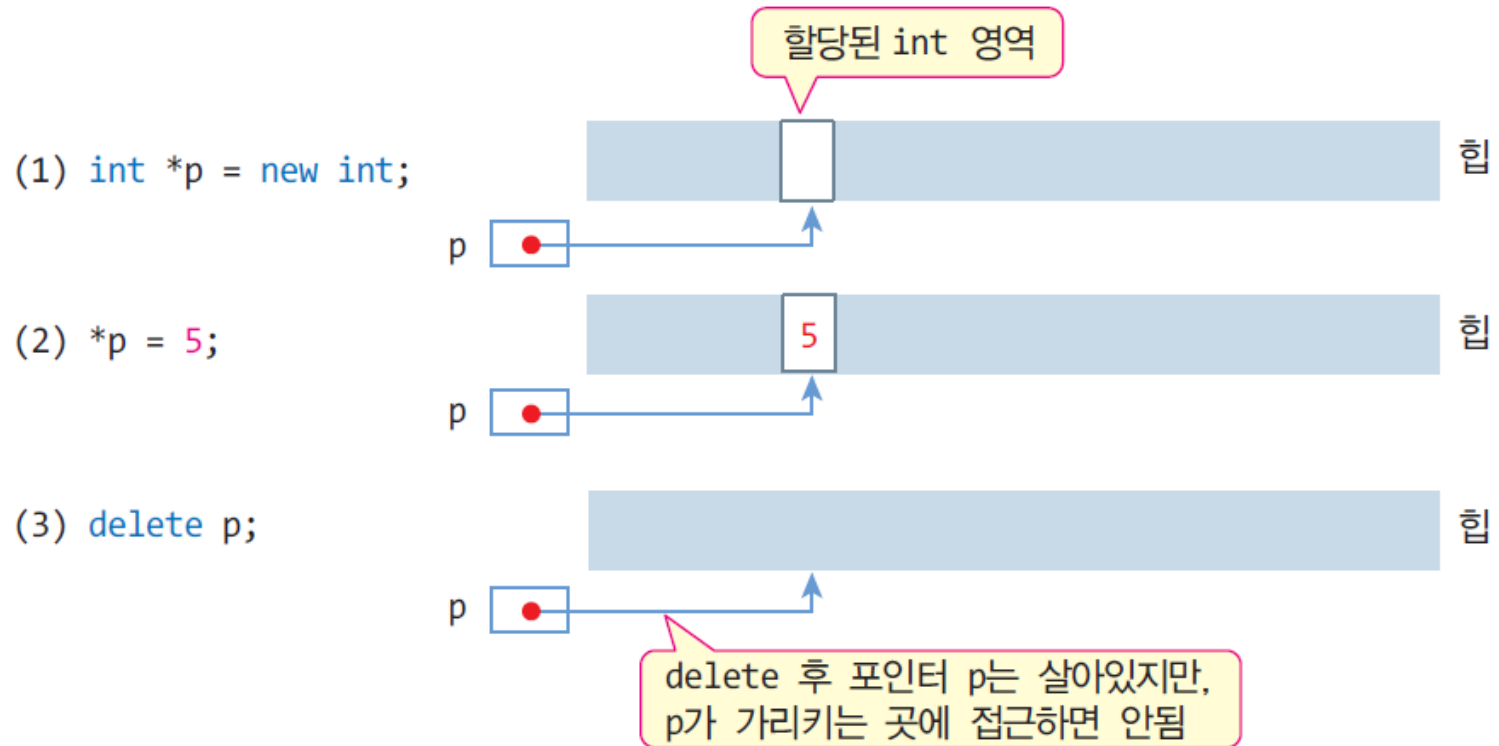 할당된 int 영역
(1) int *p = new int;
힙
p
(2) *p = 5;
5
힙
p
(3) delete p;
힙
p
delete 후 포인터 p는 살아있지만,
p가 가리키는 곳에 접근하면 안됨